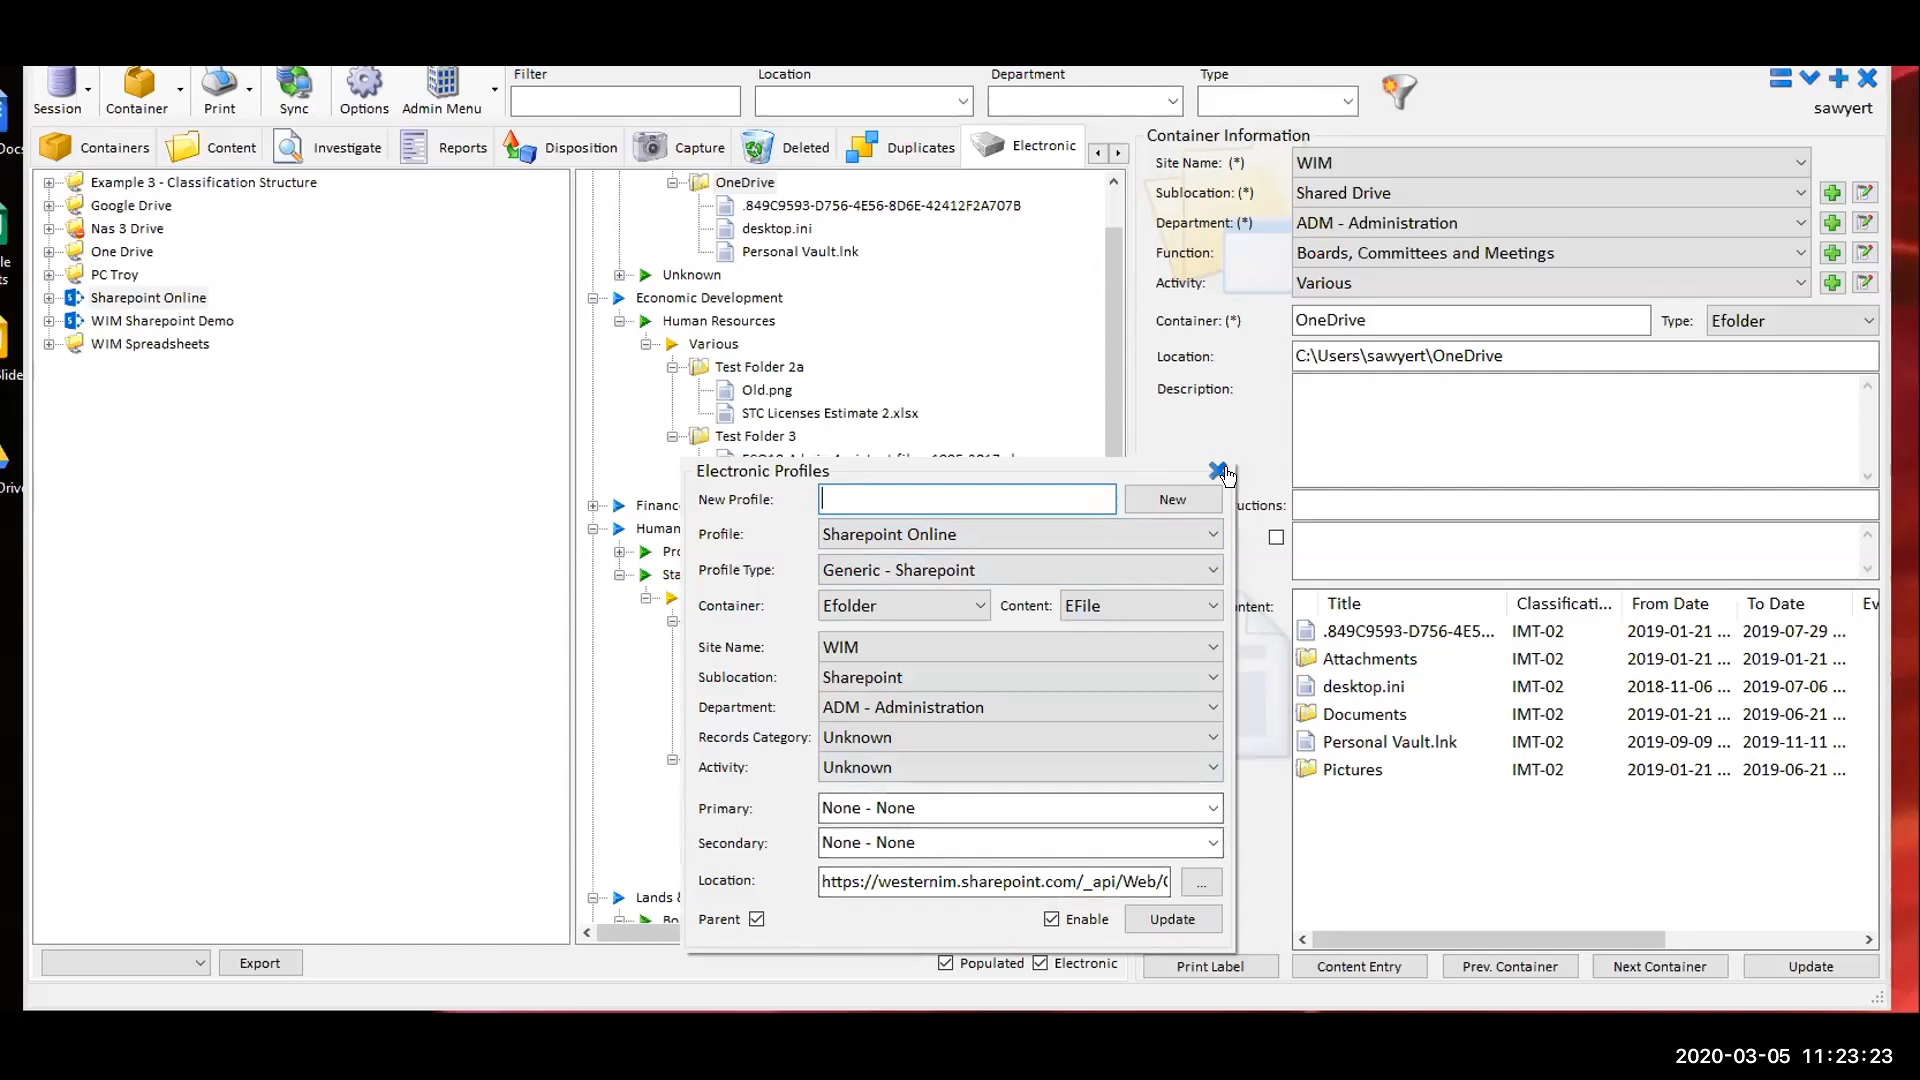 Filter
Location
Department
Type
Session
Container
Print
Sync
Options
Admin Menu
sawyert
Containers
Content
Investigate
Reports
Disposition
Capture
Deleted
Duplicates
Electronic
Example 3 - Classification Structure
Google Drive
Nas 3 Drive
One Drive
PC Troy
Sharepoint Online
WIM Sharepoint Demo
WIM Spreadsheets
Export
OneDrive
.849C9593-D756-4E56-8D6E-42412F2A707B
desktop.ini
Personal Vault.lnk
Unknown
Economic Development
Human Resources
Various
Test Folder 2a
Old.png
STC Licenses Estimate 2.xlsx
Test Folder 3
Financ
Human
Pro
Sta
Lands &
Bo
Populated
Electronic
Electronic Profiles
New Profile:
New
Profile: Sharepoint Online
Profile Type: Generic - Sharepoint
Container: Efolder Content: EFile
Site Name: WIM
Sublocation: Sharepoint
Department: ADM - Administration
Records Category: Unknown
Activity: Unknown
Primary: None - None
Secondary: None - None
Location: https://westernim.sharepoint.com/_api/Web/( ...
Parent Enable Update
Container Information
Site Name: (*) WIM
Sublocation: (*) Shared Drive
Department: (*) ADM - Administration
Function: Boards, Committees and Meetings
Activity: Various
Container: (*) OneDrive Type: Efolder
Location: C:\Users\sawyert\OneDrive
Description:
uctions:
ntent:
Title Classificati... From Date To Date Ev
.849C9593-D756-4E5... IMT-02 2019-01-21 ... 2019-07-29 ...
Attachments IMT-02 2019-01-21 ... 2019-01-21 ...
desktop.ini IMT-02 2018-11-06 ... 2019-07-06 ...
Documents IMT-02 2019-01-21 ... 2019-06-21 ...
Personal Vault.lnk IMT-02 2019-09-09 ... 2019-11-11 ...
Pictures IMT-02 2019-01-21 ... 2019-06-21 ...
Print Label
Content Entry
Prev. Container
Next Container
Update
2020-03-05 11:23:23